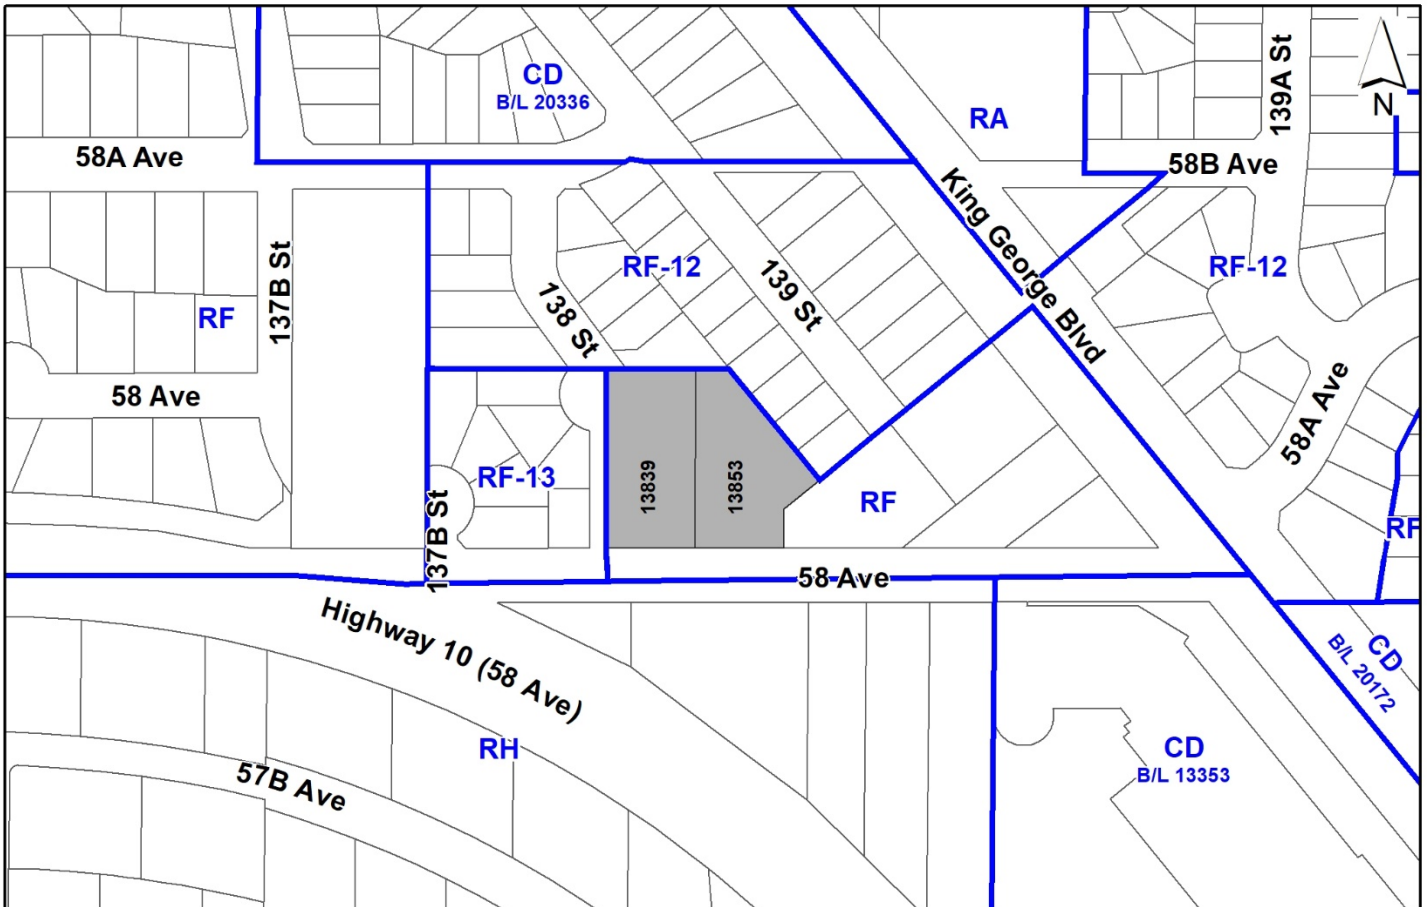 139A St
CD
B/L 20336
N
RA
58A Ave
58B Ave
King George Blvd
137B St
RF-12
139 St
RF-12
138 St
RF
58 Ave
58A Ave
RF-13
13839
13853
RF
137B St
RF
58 Ave
Highway 10 (58 Ave)
CD
B/L 20172
RH
CD
B/L 13353
57B Ave